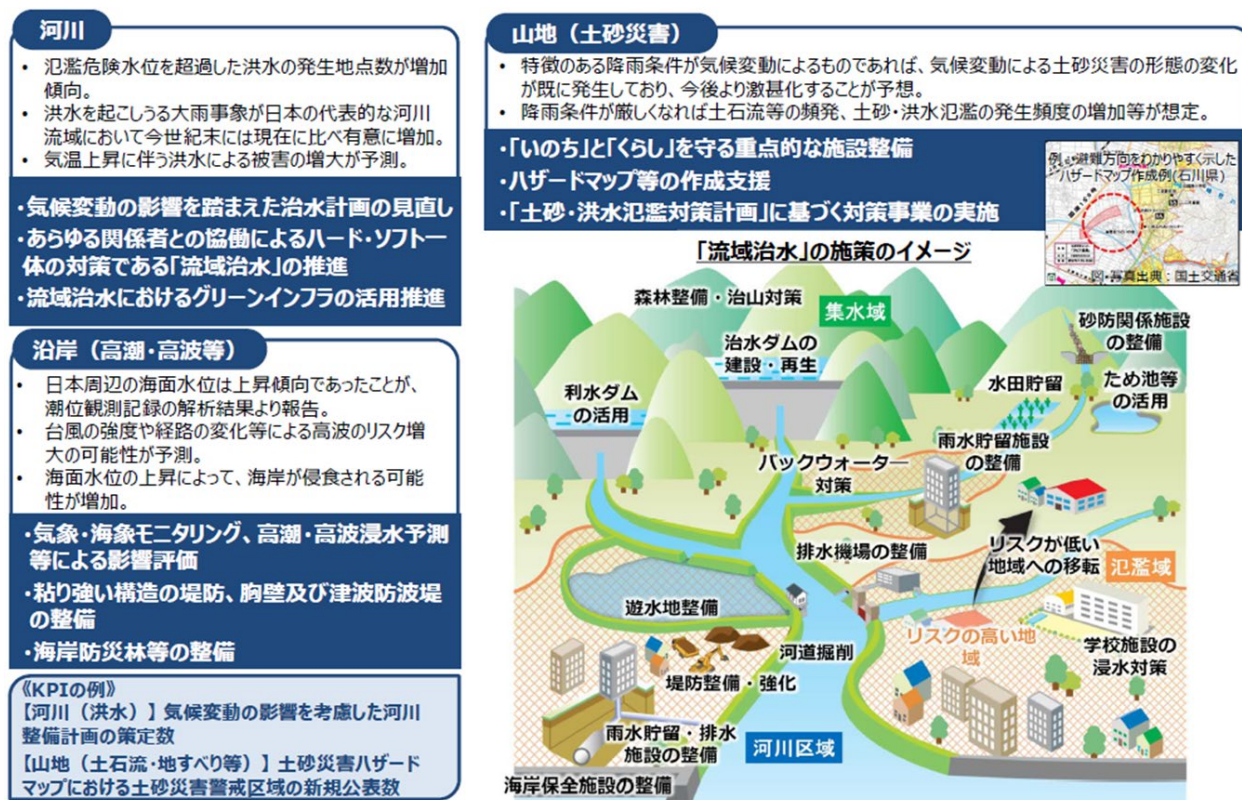 河川
・ 氾濫危険水位を超過した洪水の発生地点数が増加
傾向。
・ 洪水を起こしうる大雨事象が日本の代表的な河川
流域において今世紀末には現在に比べ有意に増加。
・ 気温上昇に伴う洪水による被害の増大が予測。
・気候変動の影響を踏まえた治水計画の見直し
・あらゆる関係者との協働によるハード・ソフト一
体の対策である「流域治水」の推進
・流域治水におけるグリーンインフラの活用推進
沿岸（高潮・高波等）
・ 日本周辺の海面水位は上昇傾向であったことが、
潮位観測記録の解析結果より報告。
・ 台風の強度や経路の変化等による高波のリスク増
大の可能性が予測。
・ 海面水位の上昇によって、海岸が侵食される可能
性が増加。
・気象・海象モニタリング、高潮・高波浸水予測
等による影響評価
・粘り強い構造の堤防、胸壁及び津波防波堤
の整備
・海岸防災林等の整備
《KPIの例》
【河川（洪水）】気候変動の影響を考慮した河川
整備計画の策定数
【山地（土石流・地すべり等）】土砂災害ハザード
マップにおける土砂災害警戒区域の新規公表数
山地（土砂災害）
・ 特徴のある降雨条件が気候変動によるものであれば、気候変動による土砂災害の形態の変化
が既に発生しており、今後より激甚化することが予想。
・ 降雨条件が厳しくなれば土石流等の頻発、土砂・洪水氾濫の発生頻度の増加等が想定。
・「いのち」と「くらし」を守る重点的な施設整備
・ハザードマップ等の作成支援
・「土砂・洪水氾濫対策計画」に基づく対策事業の実施
例：避難方向をわかりやすく示した
ハザードマップ作成例(石川県)
図・写真出典：国土交通省
「流域治水」の施策のイメージ
森林整備・治山対策
集水域
治水ダムの
建設・再生
砂防関係施設
の整備
利水ダム
の活用
水田貯留
ため池等
の活用
バックウォーター
対策
雨水貯留施設
の整備
排水機場の整備
リスクが低い
地域への移転
氾濫域
遊水地整備
リスクの高い地
域
学校施設の
浸水対策
河道掘削
堤防整備・強化
雨水貯留・排水
施設の整備
河川区域
海岸保全施設の整備